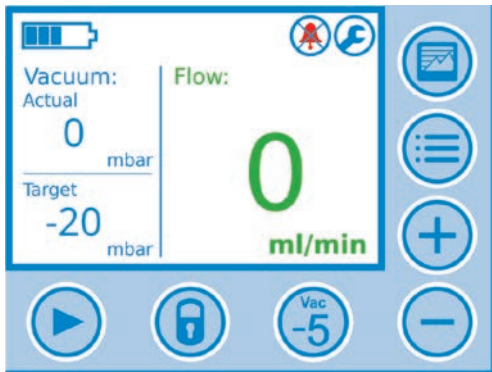 Vacuum:
Actual
0
mbar
Target
-20
mbar
Flow:
0
ml/min
Vac
-5